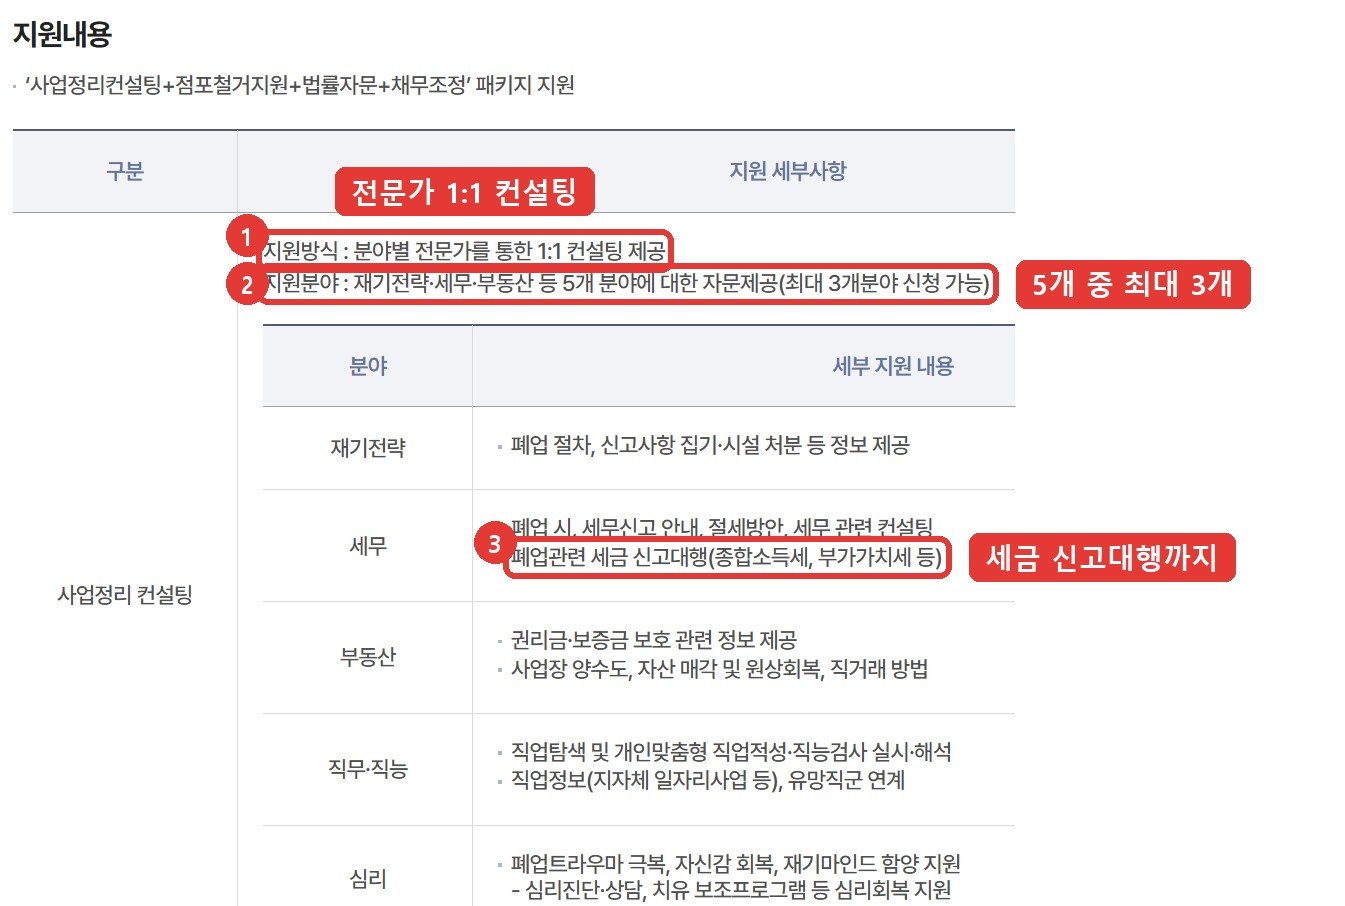 지원내용
· ‘사업정리컨설팅+점포철거지원+법률자문+채무조정’ 패키지 지원
구분
지원 세부사항
전문가 1:1 컨설팅
1
지원방식 : 분야별 전문가를 통한 1:1 컨설팅 제공
2
지원분야 : 재기전략·세무·부동산 등 5개 분야에 대한 자문제공(최대 3개분야 신청 가능)
5개 중 최대 3개
분야
세부 지원 내용
재기전략
· 폐업 절차, 신고사항 집기·시설 처분 등 정보 제공
세무
폐업 시, 세무신고 안내, 절세방안, 세무 관련 컨설팅
3
폐업관련 세금 신고대행(종합소득세, 부가가치세 등)
세금 신고대행까지
사업정리 컨설팅
부동산
· 권리금·보증금 보호 관련 정보 제공
· 사업장 양수도, 자산 매각 및 원상회복, 직거래 방법
직무·직능
· 직업탐색 및 개인맞춤형 직업적성·직능검사 실시·해석
· 직업정보(지자체 일자리사업 등), 유망직군 연계
심리
· 폐업트라우마 극복, 자신감 회복, 재기마인드 함양 지원
- 심리진단·상담, 치유 보조프로그램 등 심리회복 지원